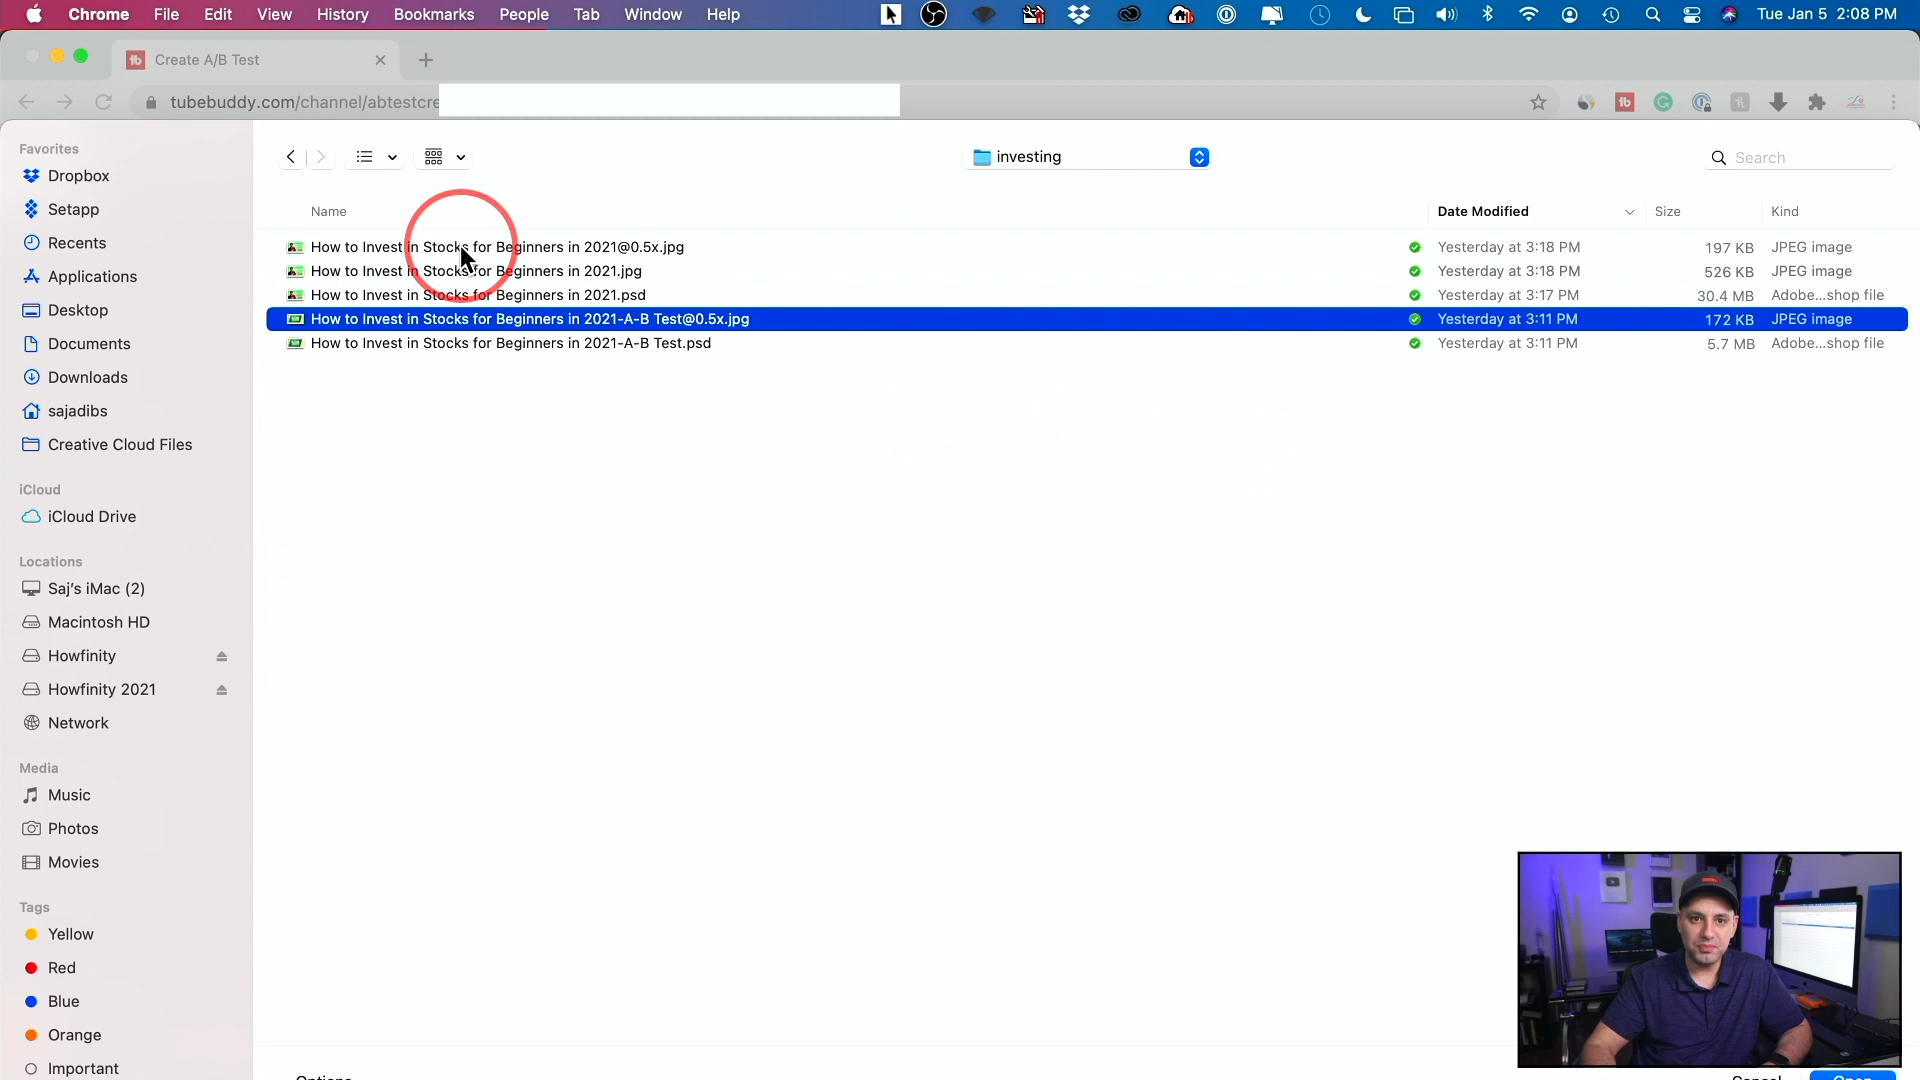 Chrome File Edit View History Bookmarks People Tab Window Help Tue Jan 5 2:08 PM
Create A/B Test
tubebuddy.com/channel/abtestcre
Favorites
Dropbox
Setapp
Recents
Applications
Desktop
Documents
Downloads
sajadibs
Creative Cloud Files
iCloud
iCloud Drive
Locations
Saj's iMac (2)
Macintosh HD
Howfinity
Howfinity 2021
Network
Media
Music
Photos
Movies
Tags
Yellow
Red
Blue
Orange
Important
investing
Search
Name Date Modified Size Kind
How to Invest in Stocks for Beginners in 2021@0.5x.jpg Yesterday at 3:18 PM 197 KB JPEG image
How to Invest in Stocks for Beginners in 2021.jpg Yesterday at 3:18 PM 526 KB JPEG image
How to Invest in Stocks for Beginners in 2021.psd Yesterday at 3:17 PM 30.4 MB Adobe...shop file
How to Invest in Stocks for Beginners in 2021-A-B Test@0.5x.jpg Yesterday at 3:11 PM 172 KB JPEG image
How to Invest in Stocks for Beginners in 2021-A-B Test.psd Yesterday at 3:11 PM 5.7 MB Adobe...shop file
Options Cancel Open